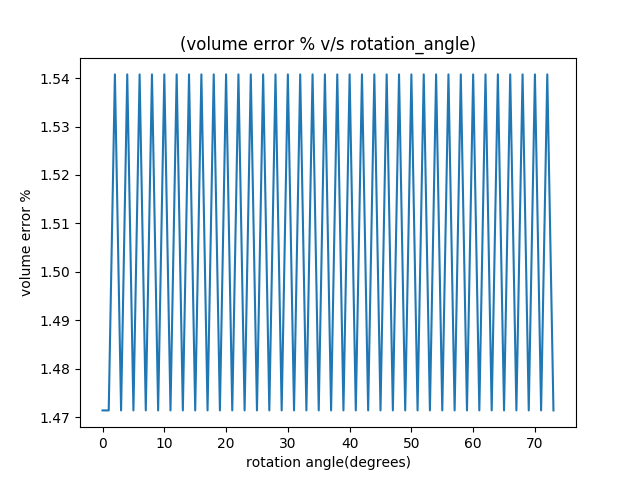 (volume error % v/s rotation_angle)
1.54
1.53
1.52
1.51
1.50
1.49
1.48
1.47
volume error %
0 10 20 30 40 50 60 70
rotation angle(degrees)